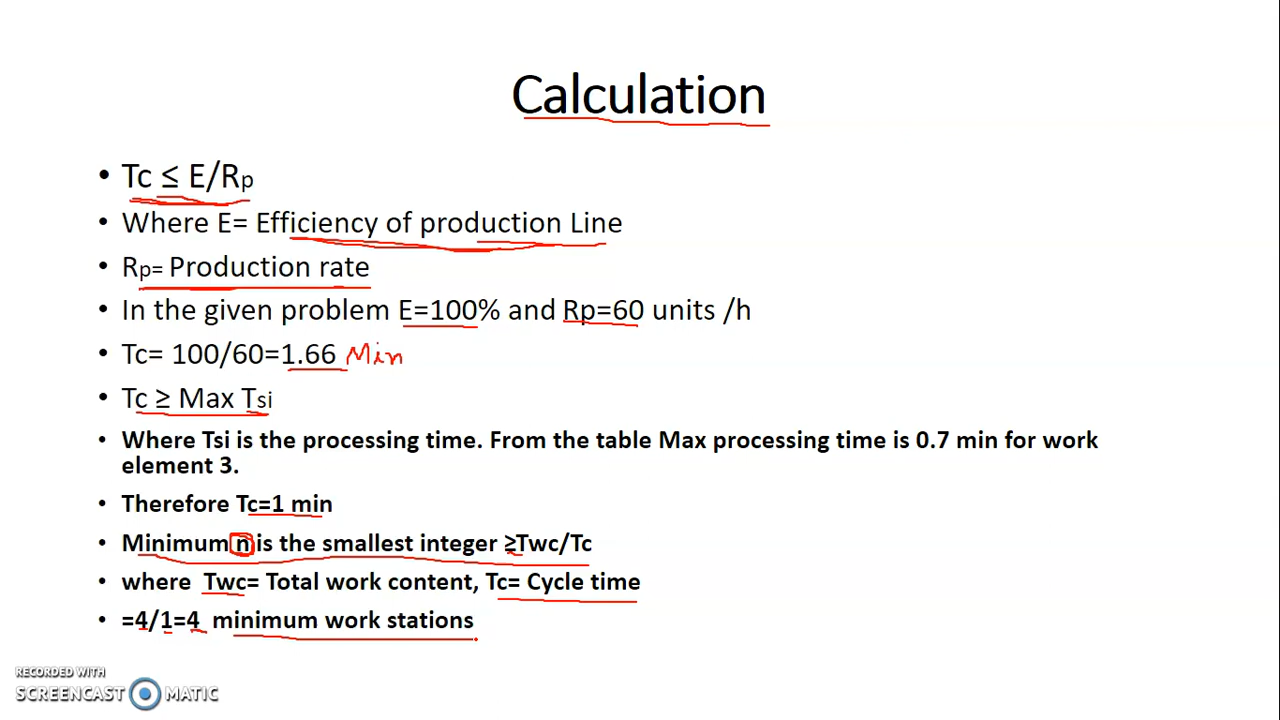 Calculation
• Tc ≤ E/Rp
• Where E= Efficiency of production Line
• Rp= Production rate
• In the given problem E=100% and Rp=60 units /h
• Tc= 100/60=1.66 Min
• Tc ≥ Max Tsi
• Where Tsi is the processing time. From the table Max processing time is 0.7 min for work
element 3.
• Therefore Tc=1 min
• Minimum n is the smallest integer ≥Twc/Tc
• where Twc= Total work content, Tc= Cycle time
• =4/1=4 minimum work stations
RECORDED WITH
SCREENCAST MATIC